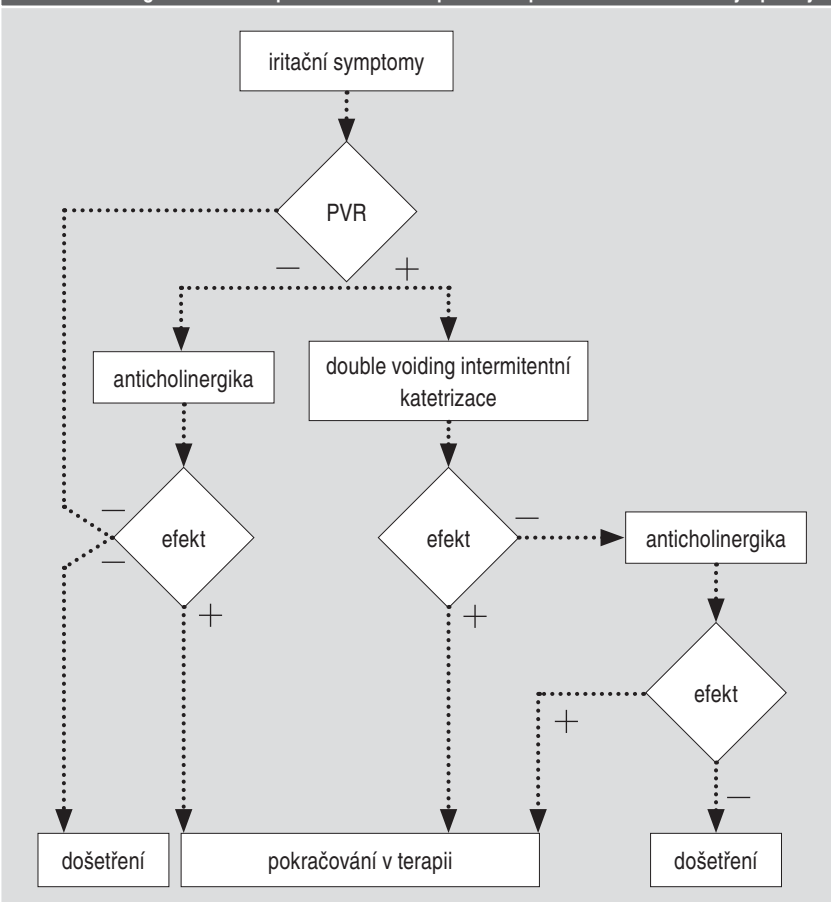 iritační symptomy
PVR
— +
anticholinergika
double voiding intermitentní
katetrizace
— efekt
—
+
efekt —
+
anticholinergika
efekt
+
—
došetření
pokračování v terapii
došetření